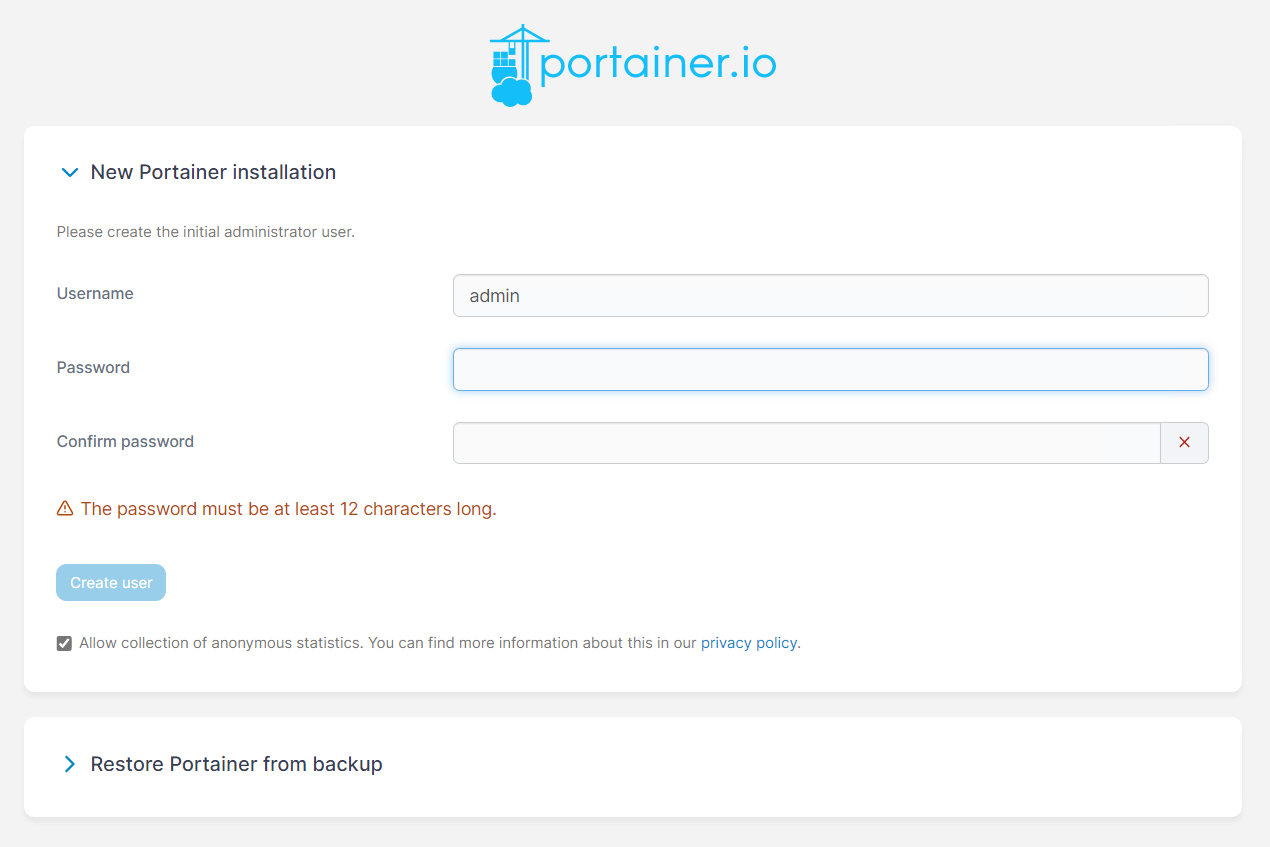 portainer.io
New Portainer installation
Please create the initial administrator user.
Username
admin
Password
Confirm password
The password must be at least 12 characters long.
Create user
Allow collection of anonymous statistics. You can find more information about this in our privacy policy.
Restore Portainer from backup